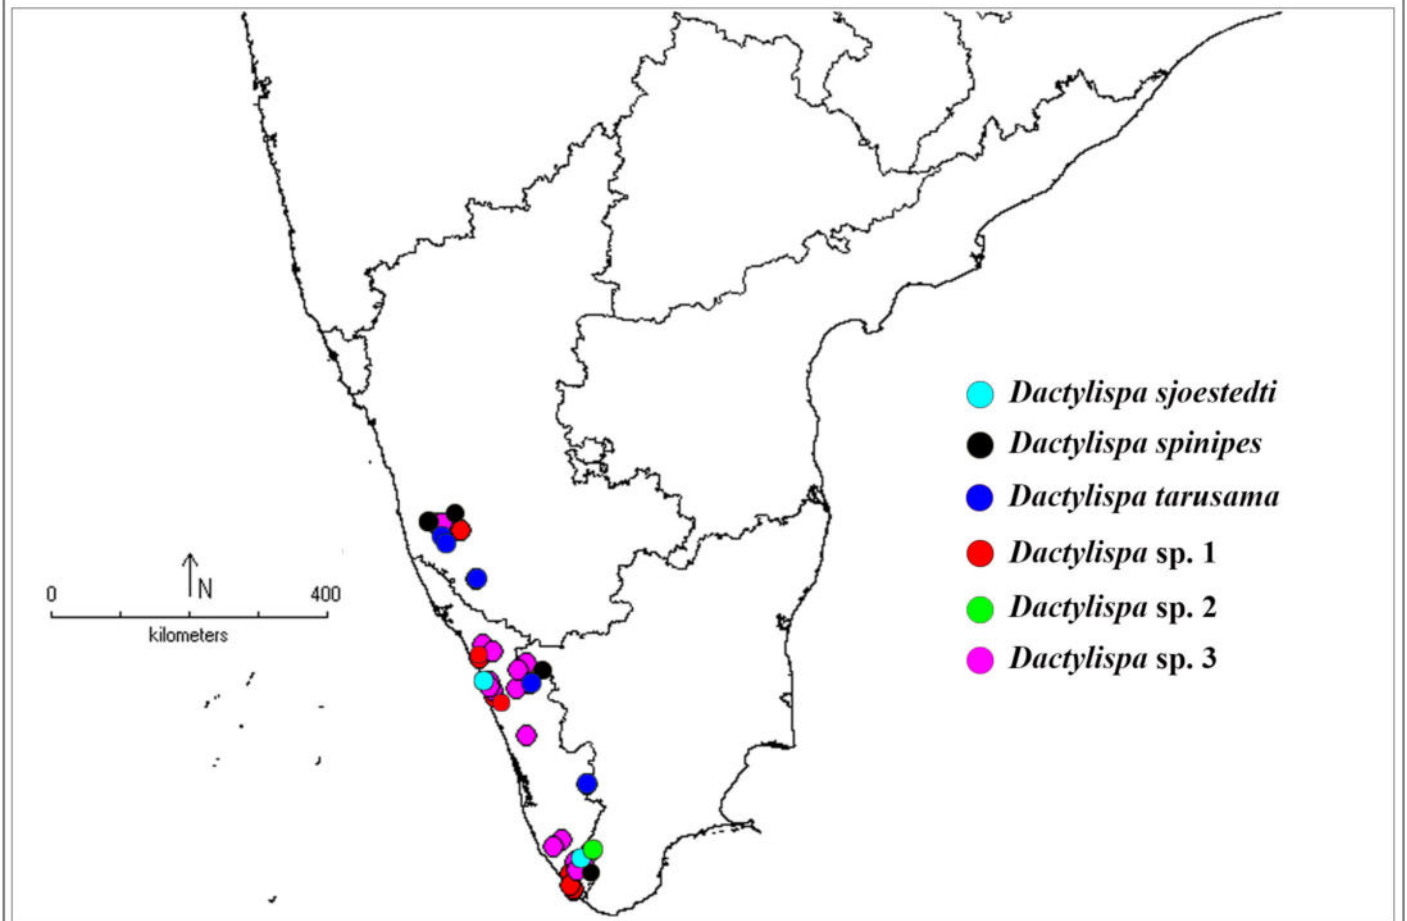 Dactylispa sjoestedti
Dactylispa spinipes
Dactylispa tarusama
Dactylispa sp. 1
Dactylispa sp. 2
Dactylispa sp. 3
N
0 400
kilometers